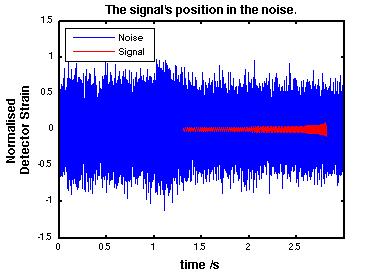 The signal's position in the noise.
1.5
Noise
Signal
1
0.5
0
-0.5
-1
-1.5
Normalised
Detector Strain
0 0.5 1 1.5 2 2.5
time /s